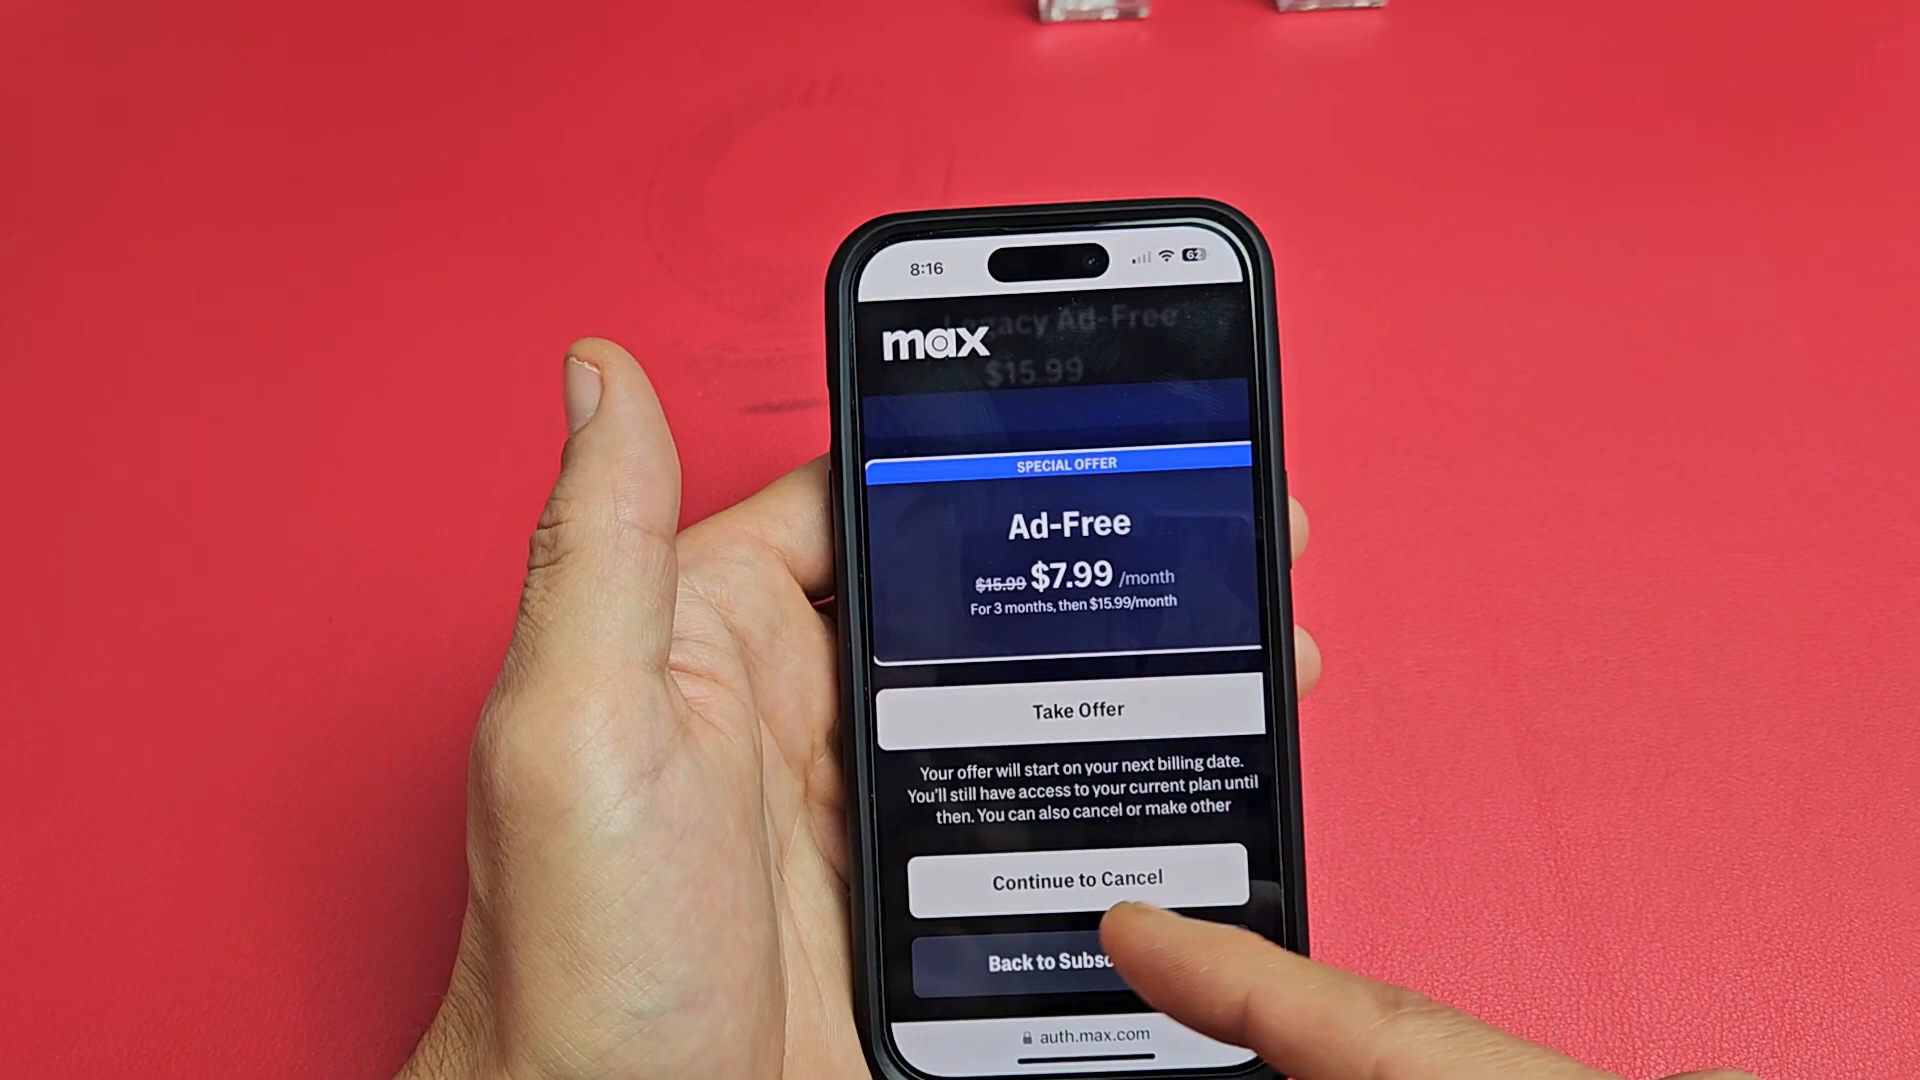 8:16
62
Legacy Ad-Free
max
$15.99
SPECIAL OFFER
Ad-Free
$15.99 $7.99 /month
For 3 months, then $15.99/month
Take Offer
Your offer will start on your next billing date.
You'll still have access to your current plan until
then. You can also cancel or make other
Continue to Cancel
Back to
auth.max.com